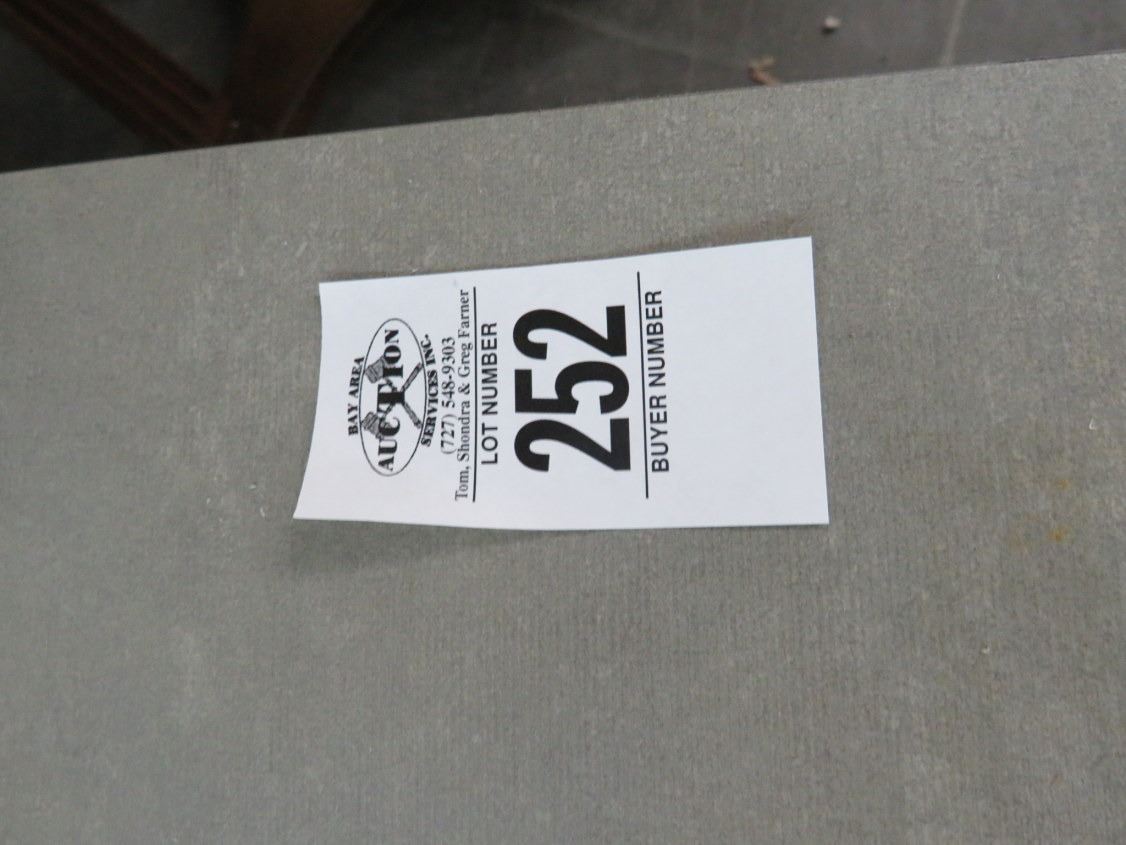 BAY AREA
AUCTION
SERVICES INC.
(727) 548-9303
Tom, Shondra & Greg Farner
LOT NUMBER
252
BUYER NUMBER